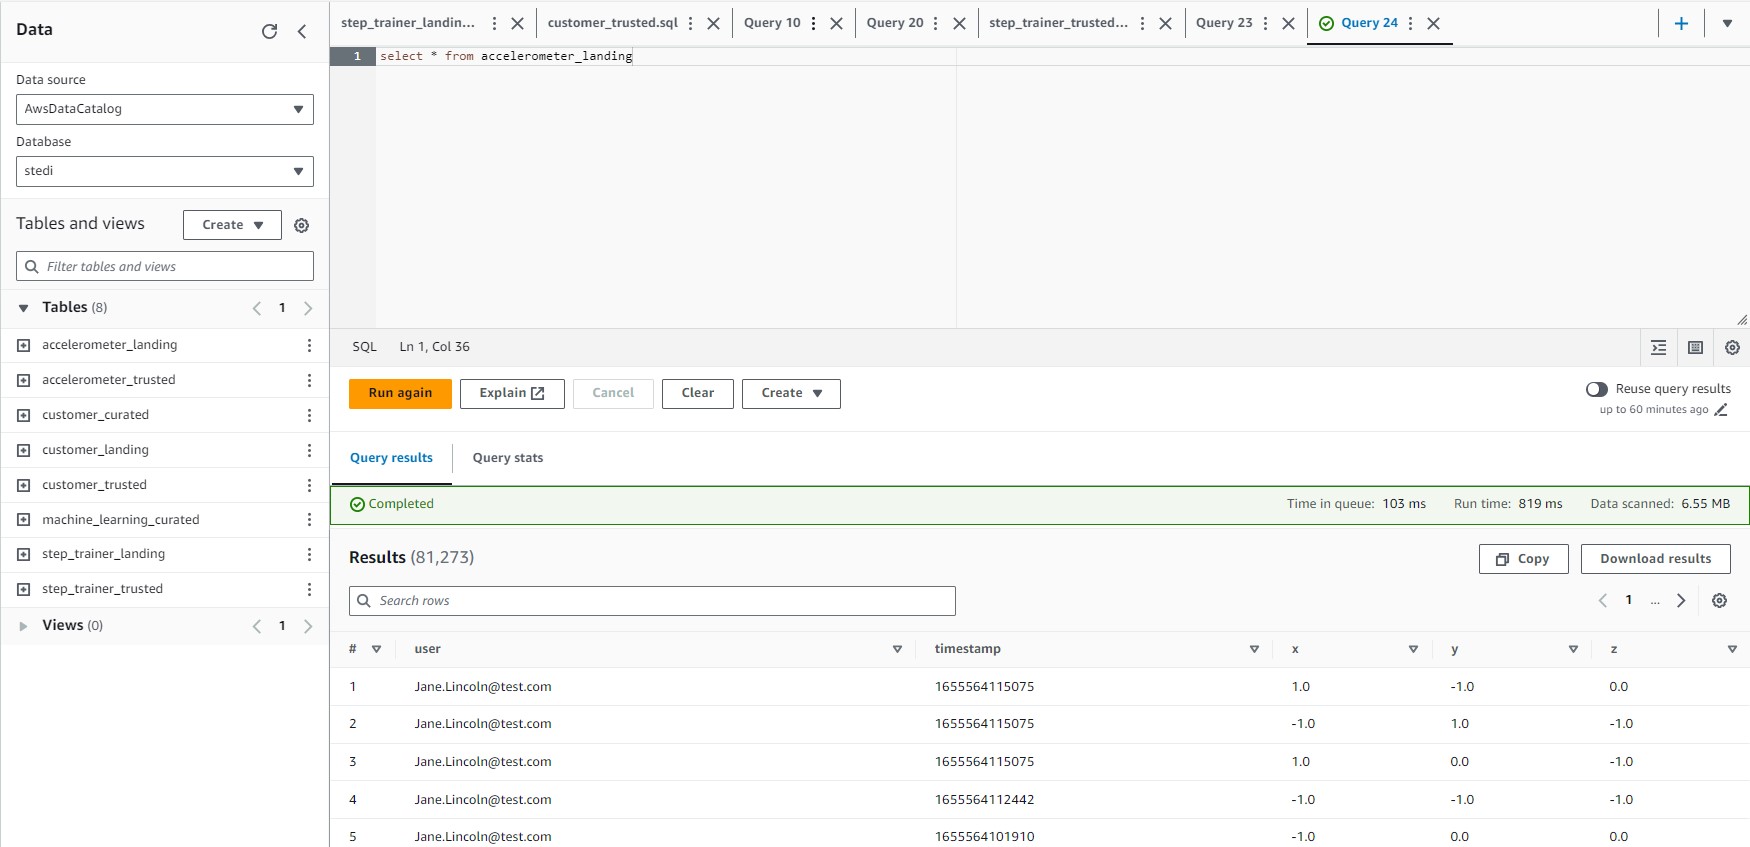 Data
Data source
AwsDataCatalog
Database
stedi
Tables and views
Create
Filter tables and views
Tables (8)
1
accelerometer_landing
accelerometer_trusted
customer_curated
customer_landing
customer_trusted
machine_learning_curated
step_trainer_landing
step_trainer_trusted
Views (0)
1
step_trainer_landin... customer_trusted.sql Query 10 Query 20 step_trainer_trusted... Query 23 Query 24
1 select * from accelerometer_landing
SQL Ln 1, Col 36
Run again Explain Cancel Clear Create
Reuse query results
up to 60 minutes ago
Query results Query stats
Completed Time in queue: 103 ms Run time: 819 ms Data scanned: 6.55 MB
Results (81,273) Copy Download results
Search rows 1 ...
# user timestamp x y z
1 Jane.Lincoln@test.com 1655564115075 1.0 -1.0 0.0
2 Jane.Lincoln@test.com 1655564115075 -1.0 1.0 -1.0
3 Jane.Lincoln@test.com 1655564115075 1.0 0.0 -1.0
4 Jane.Lincoln@test.com 1655564112442 -1.0 -1.0 -1.0
5 Jane.Lincoln@test.com 1655564101910 -1.0 0.0 0.0